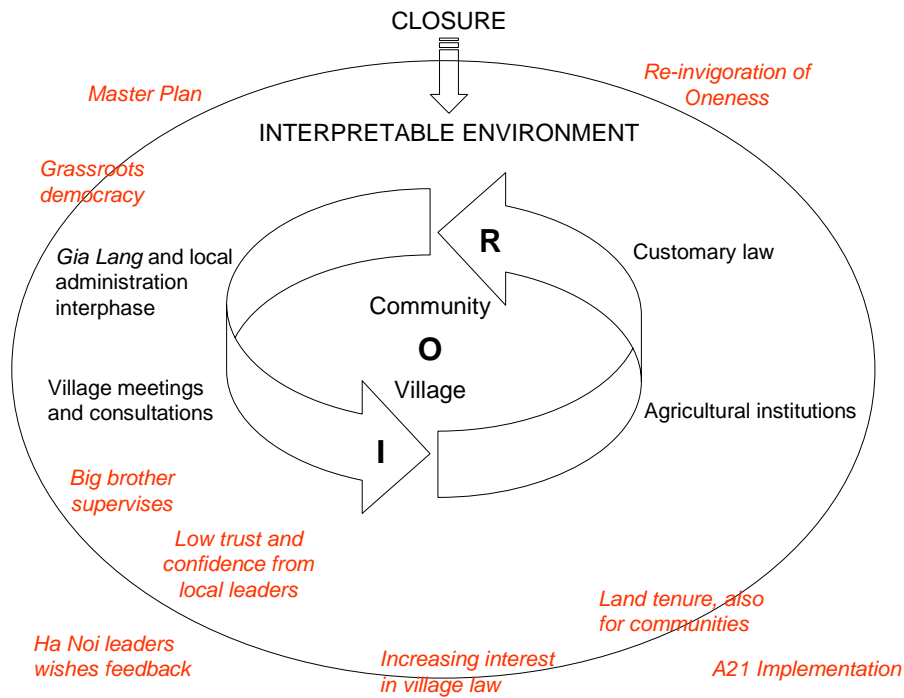 CLOSURE
Re-invigoration of
Oneness
Master Plan
INTERPRETABLE ENVIRONMENT
Grassroots
democracy
R
Gia Lang and local
administration
interphase
Customary law
Community
O
Village
Village meetings
and consultations
Agricultural institutions
I
Big brother
supervises
Low trust and
confidence from
local leaders
Land tenure, also
for communities
Ha Noi leaders
wishes feedback
Increasing interest
in village law
A21 Implementation